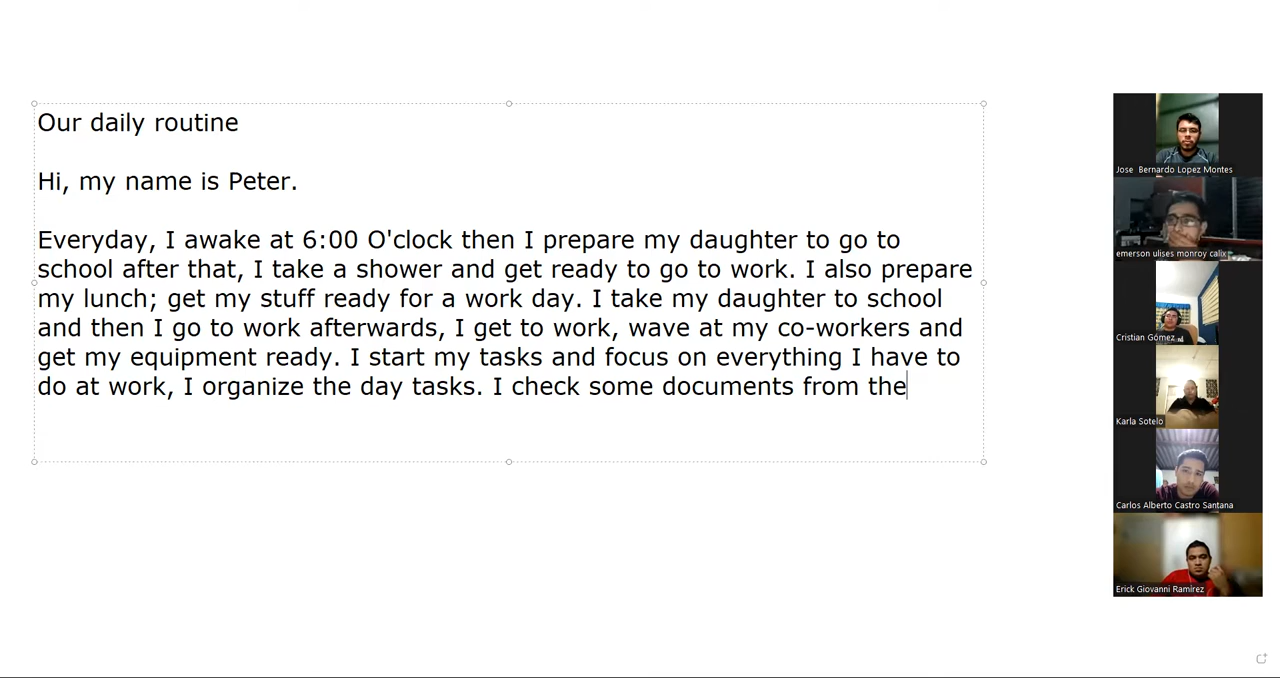 Our daily routine
Hi, my name is Peter.
Everyday, I awake at 6:00 O'clock then I prepare my daughter to go to
school after that, I take a shower and get ready to go to work. I also prepare
my lunch; get my stuff ready for a work day. I take my daughter to school
and then I go to work afterwards, I get to work, wave at my co-workers and
get my equipment ready. I start my tasks and focus on everything I have to
do at work, I organize the day tasks. I check some documents from the
Jose Bernardo Lopez Montes
emerson ulises monroy calix
Cristian Gómez
Karla Sotelo
Carlos Alberto Castro Santana
Erick Giovanni Ramírez